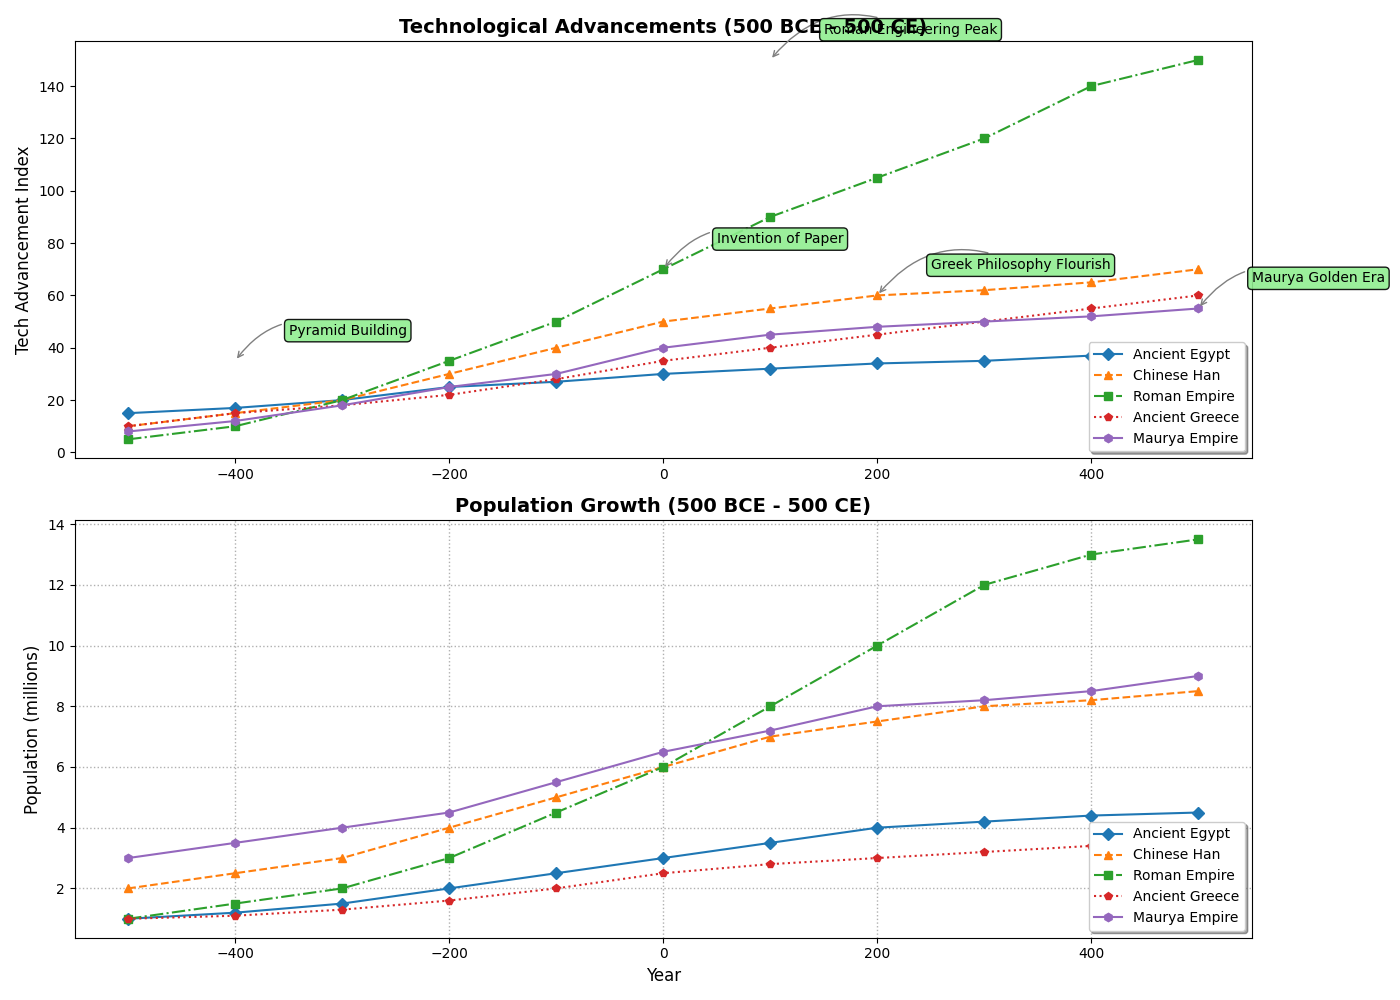 Technological Advancements (500 BCE - 500 CE)
Roman Engineering Peak
Tech Advancement Index
140
120
100
80
60
40
20
0
Invention of Paper
Greek Philosophy Flourish
Maurya Golden Era
Pyramid Building
Ancient Egypt
Chinese Han
Roman Empire
Ancient Greece
Maurya Empire
−400
−200
0
200
400
Population Growth (500 BCE - 500 CE)
Population (millions)
14
12
10
8
6
4
2
Ancient Egypt
Chinese Han
Roman Empire
Ancient Greece
Maurya Empire
−400
−200
0
200
400
Year